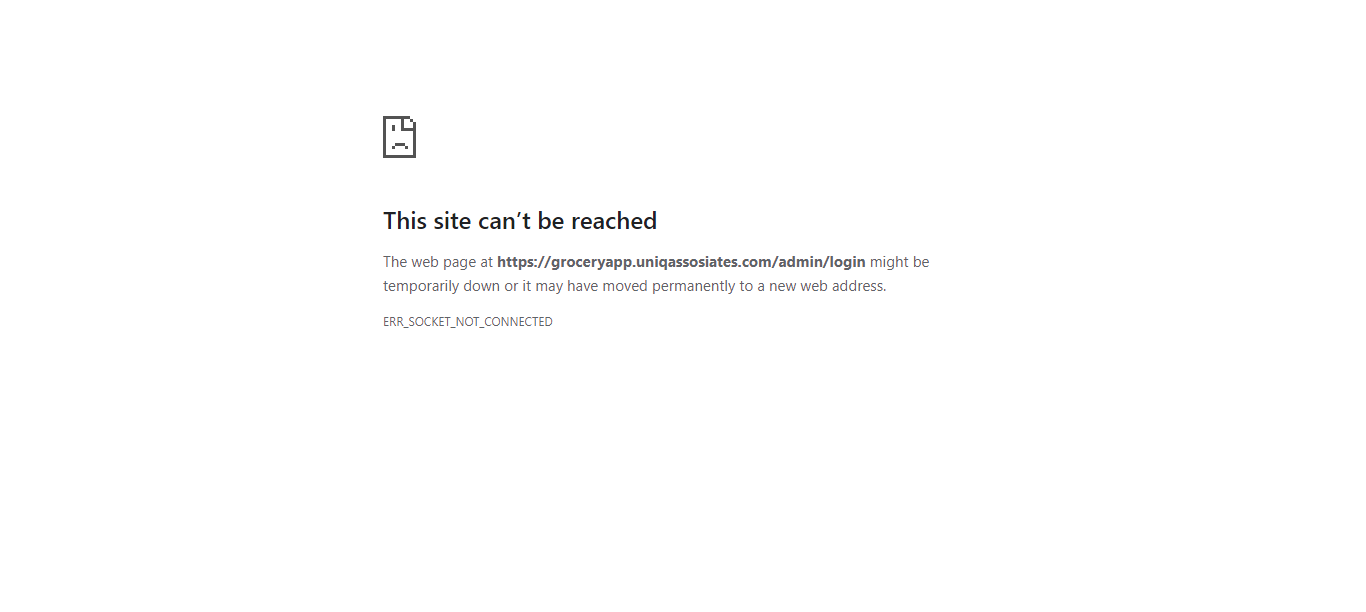 This site can’t be reached
The web page at https://groceryapp.uniqassosiates.com/admin/login might be
temporarily down or it may have moved permanently to a new web address.
ERR_SOCKET_NOT_CONNECTED